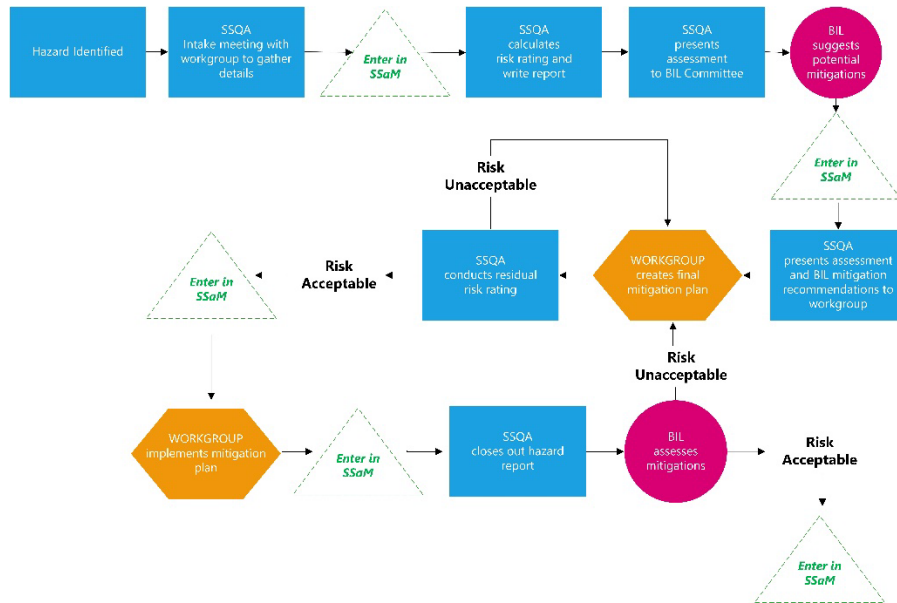 Hazard Identified
SSQA
Intake meeting with
workgroup to gather
details
Enter in
SSaM
SSQA
calculates
risk rating and
write report
SSQA
presents
assessment
to BIL Committee
BIL
suggests
potential
mitigations
Enter in
SSaM
SSQA
presents assessment
and BIL mitigation
recommendations to
workgroup
WORKGROUP
creates final
mitigation plan
Risk
Unacceptable
SSQA
conducts residual
risk rating
Risk
Acceptable
Enter in
SSaM
WORKGROUP
implements mitigation
plan
Enter in
SSaM
SSQA
closes out hazard
report
BIL
assesses
mitigations
Risk
Unacceptable
Risk
Acceptable
Enter in
SSaM